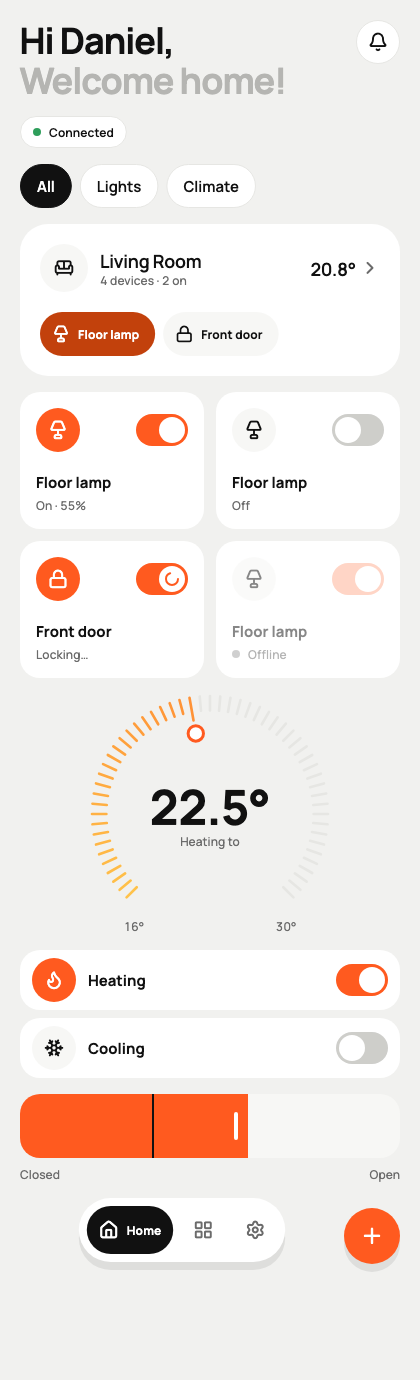 Hi Daniel,
Welcome home!
Connected
All
Lights
Climate
Living Room
4 devices · 2 on
20.8°
Floor lamp
Front door
Floor lamp
On · 55%
Floor lamp
Off
Front door
Locking…
Floor lamp
Offline
22.5°
Heating to
16°
30°
Heating
Cooling
Closed
Open
Home